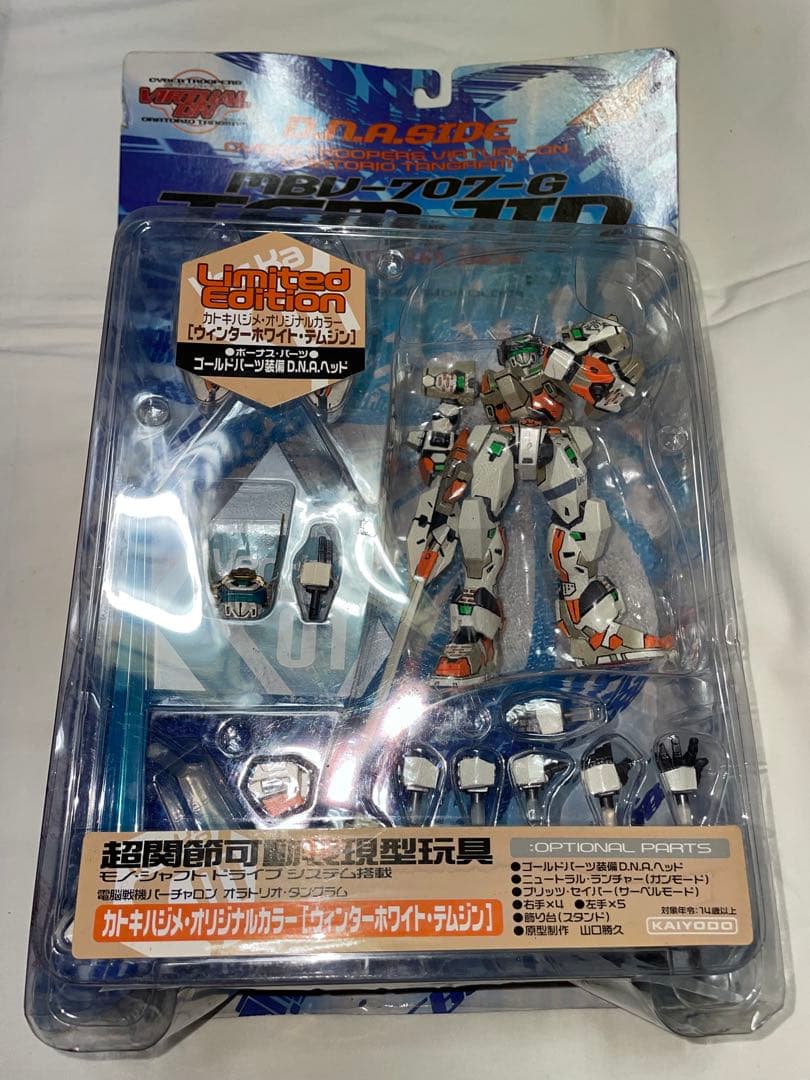 CYBER TROOPERS
VIRTUAL ON
ORATORIO TANGRAM
D.N.A.SIDE
CYBER TROOPERS VIRTUAL-ON
ORATORIO TANGRAM
MBV-707-G
Limited
Edition
カトキハジメ・オリジナルカラー
[ウィンターホワイト・テムジン]
●ボーナス・パーツ●
ゴールドパーツ装備D.N.A.ヘッド
超関節可動表現型玩具
モノ・シャフト ドライブ システム搭載
電脳戦機バーチャロン オラトリオ・タングラム
カトキハジメ・オリジナルカラー[ウィンターホワイト・テムジン]
:OPTIONAL PARTS
●ゴールドパーツ装備D.N.A.ヘッド
●ニュートラル・ランチャー(ガンモード)
●ブリッツ・セイバー(サーベルモード)
●右手×4 ●左手×5
●飾り台(スタンド)
●原型制作 山口勝久
対象年令:14歳以上
KAIYODO